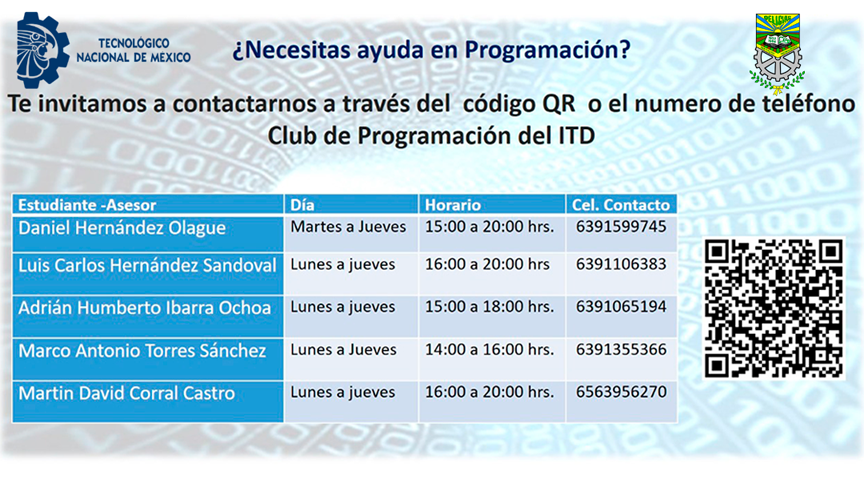 TECNOLÓGICO
NACIONAL DE MÉXICO
¿Necesitas ayuda en Programación?
Te invitamos a contactarnos a través del código QR o el numero de teléfono
Club de Programación del ITD
Estudiante -Asesor Día Horario Cel. Contacto
Daniel Hernández Olague Martes a Jueves 15:00 a 20:00 hrs. 6391599745
Luis Carlos Hernández Sandoval Lunes a jueves 16:00 a 20:00 hrs 6391106383
Adrián Humberto Ibarra Ochoa Lunes a jueves 15:00 a 18:00 hrs. 6391065194
Marco Antonio Torres Sánchez Lunes a Jueves 14:00 a 16:00 hrs. 6391355366
Martin David Corral Castro Lunes a jueves 16:00 a 20:00 hrs. 6563956270